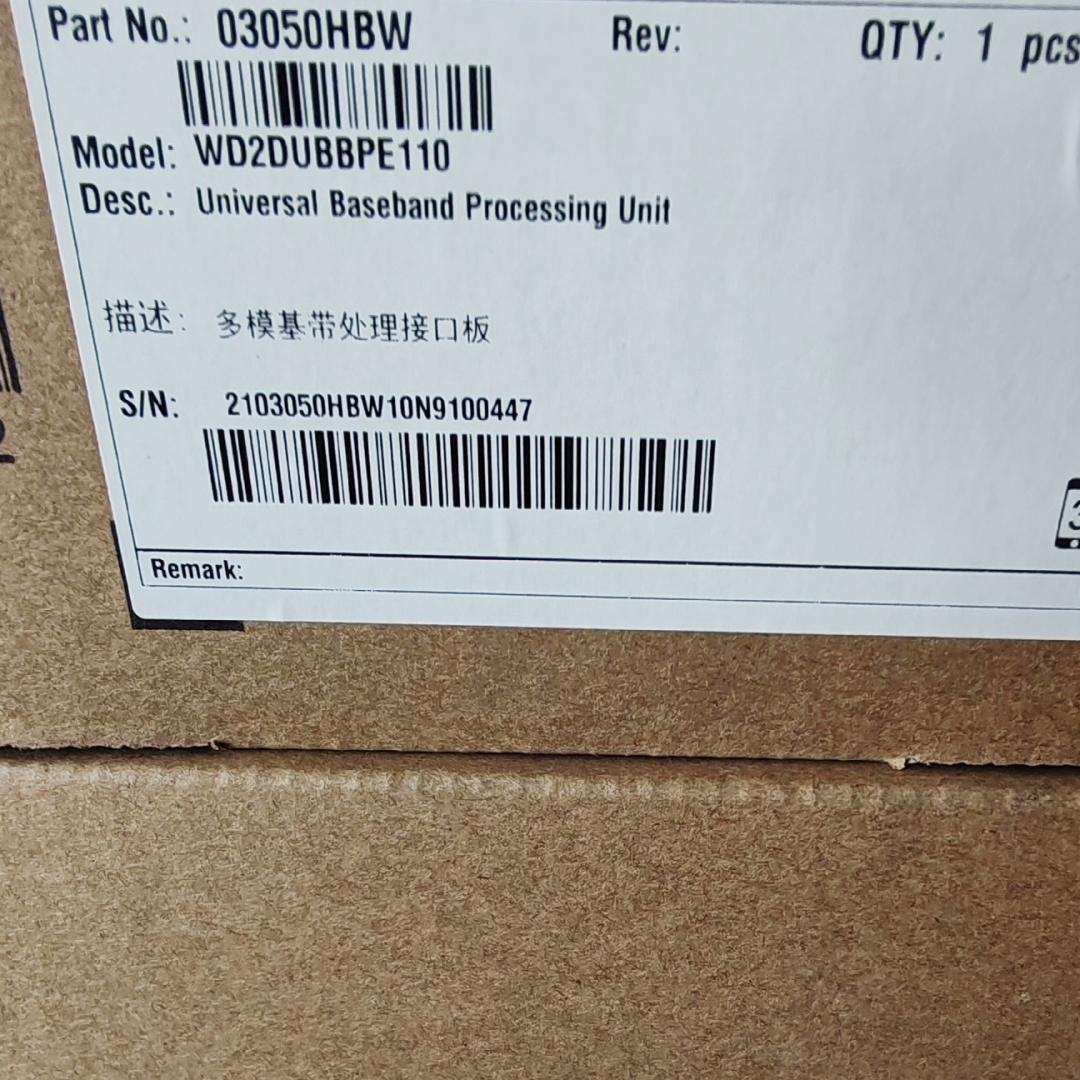 Part No.: 03050HBW Rev: QTY: 1 pcs
Model: WD2DUBBPE110
Desc.: Universal Baseband Processing Unit
描述: 多模基带处理接口板
S/N: 2103050HBW10N9100447
Remark: